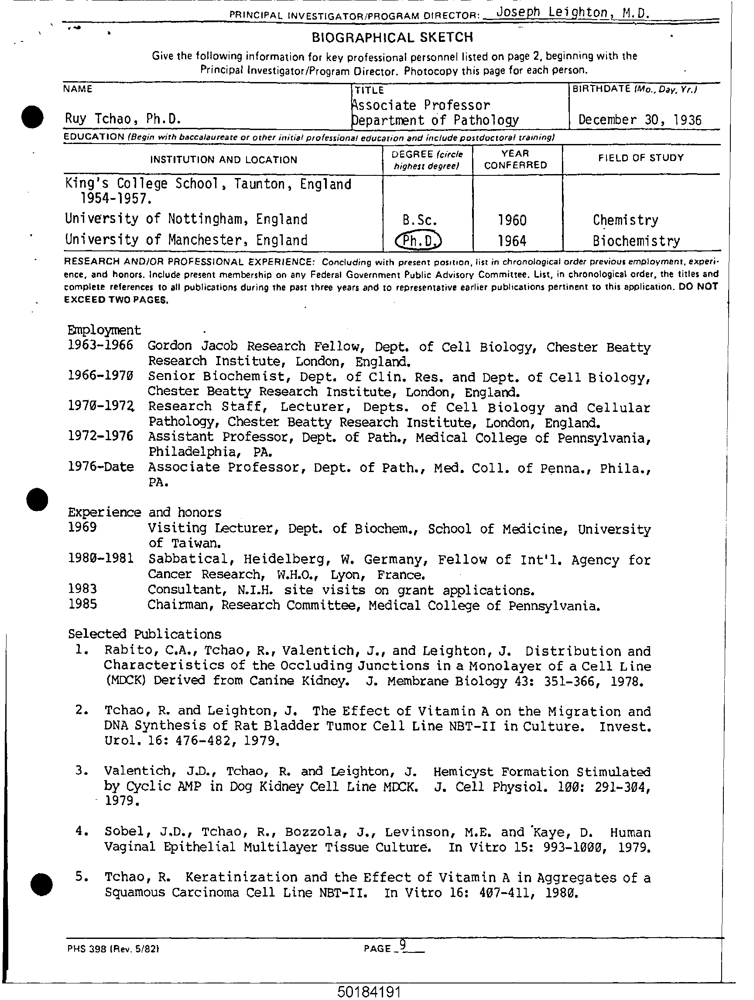 PRINCIPAL INVESTIGATOR/PROGRAM DIRECTOR: Joseph Leighton, M.D.
BIOGRAPHICAL SKETCH
Give the following information for key professional personnel listed on page 2, beginning with the
Principal Investigator/Program Director. Photocopy this page for each person.
NAME TITLE BIRTHDATE (Mo., Day, Yr.)
Associate Professor
Ruy Tchao, Ph.D. Department of Pathology December 30, 1936
EDUCATION (Begin with baccalaureate or other initial professional education and include postdoctoral training)
INSTITUTION AND LOCATION DEGREE (circle highest degree) YEAR CONFERRED FIELD OF STUDY
King's College School, Taunton, England
1954-1957.
University of Nottingham, England B.Sc. 1960 Chemistry
University of Manchester, England Ph.D. 1964 Biochemistry
RESEARCH AND/OR PROFESSIONAL EXPERIENCE: Concluding with present position, list in chronological order previous employment, experi-
ence, and honors. Include present membership on any Federal Government Public Advisory Committee. List, in chronological order, the titles and
complete references to all publications during the past three years and to representative earlier publications pertinent to this application. DO NOT
EXCEED TWO PAGES.
Employment
1963-1966 Gordon Jacob Research Fellow, Dept. of Cell Biology, Chester Beatty
Research Institute, London, England.
1966-1970 Senior Biochemist, Dept. of Clin. Res. and Dept. of Cell Biology,
Chester Beatty Research Institute, London, England.
1970-1972 Research Staff, Lecturer, Depts. of Cell Biology and Cellular
Pathology, Chester Beatty Research Institute, London, England.
1972-1976 Assistant Professor, Dept. of Path., Medical College of Pennsylvania,
Philadelphia, PA.
1976-Date Associate Professor, Dept. of Path., Med. Coll. of Penna., Phila.,
PA.
Experience and honors
1969 Visiting Lecturer, Dept. of Biochem., School of Medicine, University
of Taiwan.
1980-1981 Sabbatical, Heidelberg, W. Germany, Fellow of Int'l. Agency for
Cancer Research, W.H.O., Lyon, France.
1983 Consultant, N.I.H. site visits on grant applications.
1985 Chairman, Research Committee, Medical College of Pennsylvania.
Selected Publications
1. Rabito, C.A., Tchao, R., Valentich, J., and Leighton, J. Distribution and
Characteristics of the Occluding Junctions in a Monolayer of a Cell Line
(MDCK) Derived from Canine Kidney. J. Membrane Biology 43: 351-366, 1978.
2. Tchao, R. and Leighton, J. The Effect of Vitamin A on the Migration and
DNA Synthesis of Rat Bladder Tumor Cell Line NBT-II in Culture. Invest.
Urol. 16: 476-482, 1979.
3. Valentich, J.D., Tchao, R. and Leighton, J. Hemicyst Formation Stimulated
by Cyclic AMP in Dog Kidney Cell Line MDCK. J. Cell Physiol. 100: 291-304,
1979.
4. Sobel, J.D., Tchao, R., Bozzola, J., Levinson, M.E. and Kaye, D. Human
Vaginal Epithelial Multilayer Tissue Culture. In Vitro 15: 993-1000, 1979.
5. Tchao, R. Keratinization and the Effect of Vitamin A in Aggregates of a
Squamous Carcinoma Cell Line NBT-II. In Vitro 16: 407-411, 1980.
PHS 398 (Rev. 5/82) PAGE 9
50184191